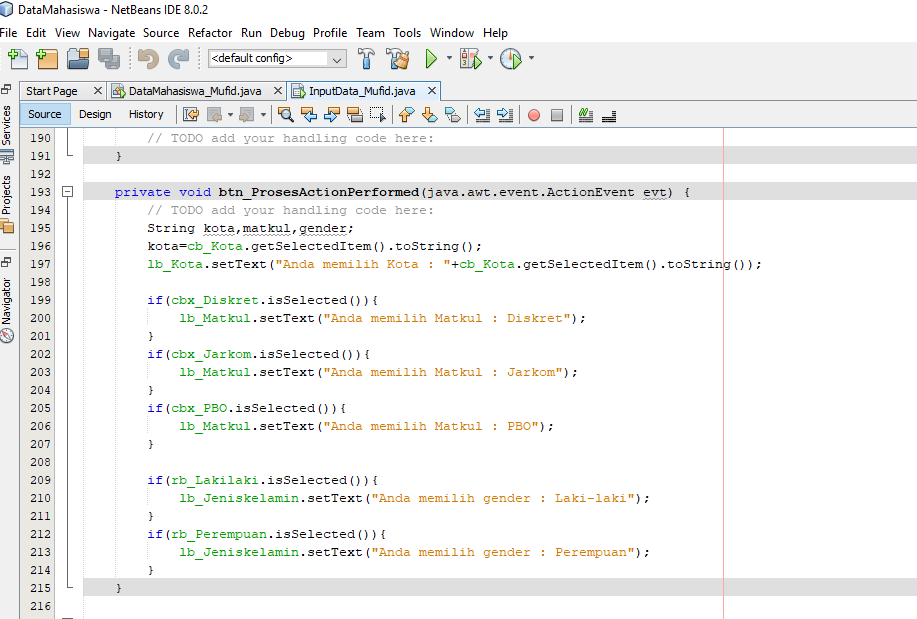 DataMahasiswa - NetBeans IDE 8.0.2
File Edit View Navigate Source Refactor Run Debug Profile Team Tools Window Help
<default config>
Start Page DataMahasiswa_Mufid.java InputData_Mufid.java
Source Design History
Services
Projects
Navigator
190 // TODO add your handling code here:
191 }
192
193 private void btn_ProsesActionPerformed(java.awt.event.ActionEvent evt) {
194 // TODO add your handling code here:
195 String kota,matkul,gender;
196 kota=cb_Kota.getSelectedItem().toString();
197 lb_Kota.setText("Anda memilih Kota : "+cb_Kota.getSelectedItem().toString());
198
199 if(cbx_Diskret.isSelected()){
200 lb_Matkul.setText("Anda memilih Matkul : Diskret");
201 }
202 if(cbx_Jarkom.isSelected()){
203 lb_Matkul.setText("Anda memilih Matkul : Jarkom");
204 }
205 if(cbx_PBO.isSelected()){
206 lb_Matkul.setText("Anda memilih Matkul : PBO");
207 }
208
209 if(rb_Lakilaki.isSelected()){
210 lb_Jeniskelamin.setText("Anda memilih gender : Laki-laki");
211 }
212 if(rb_Perempuan.isSelected()){
213 lb_Jeniskelamin.setText("Anda memilih gender : Perempuan");
214 }
215 }
216